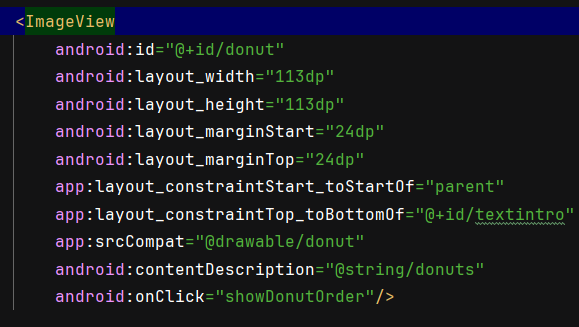 <ImageView
android:id="@+id/donut"
android:layout_width="113dp"
android:layout_height="113dp"
android:layout_marginStart="24dp"
android:layout_marginTop="24dp"
app:layout_constraintStart_toStartOf="parent"
app:layout_constraintTop_toBottomOf="@+id/textintro"
app:srcCompat="@drawable/donut"
android:contentDescription="@string/donuts"
android:onClick="showDonutOrder"/>